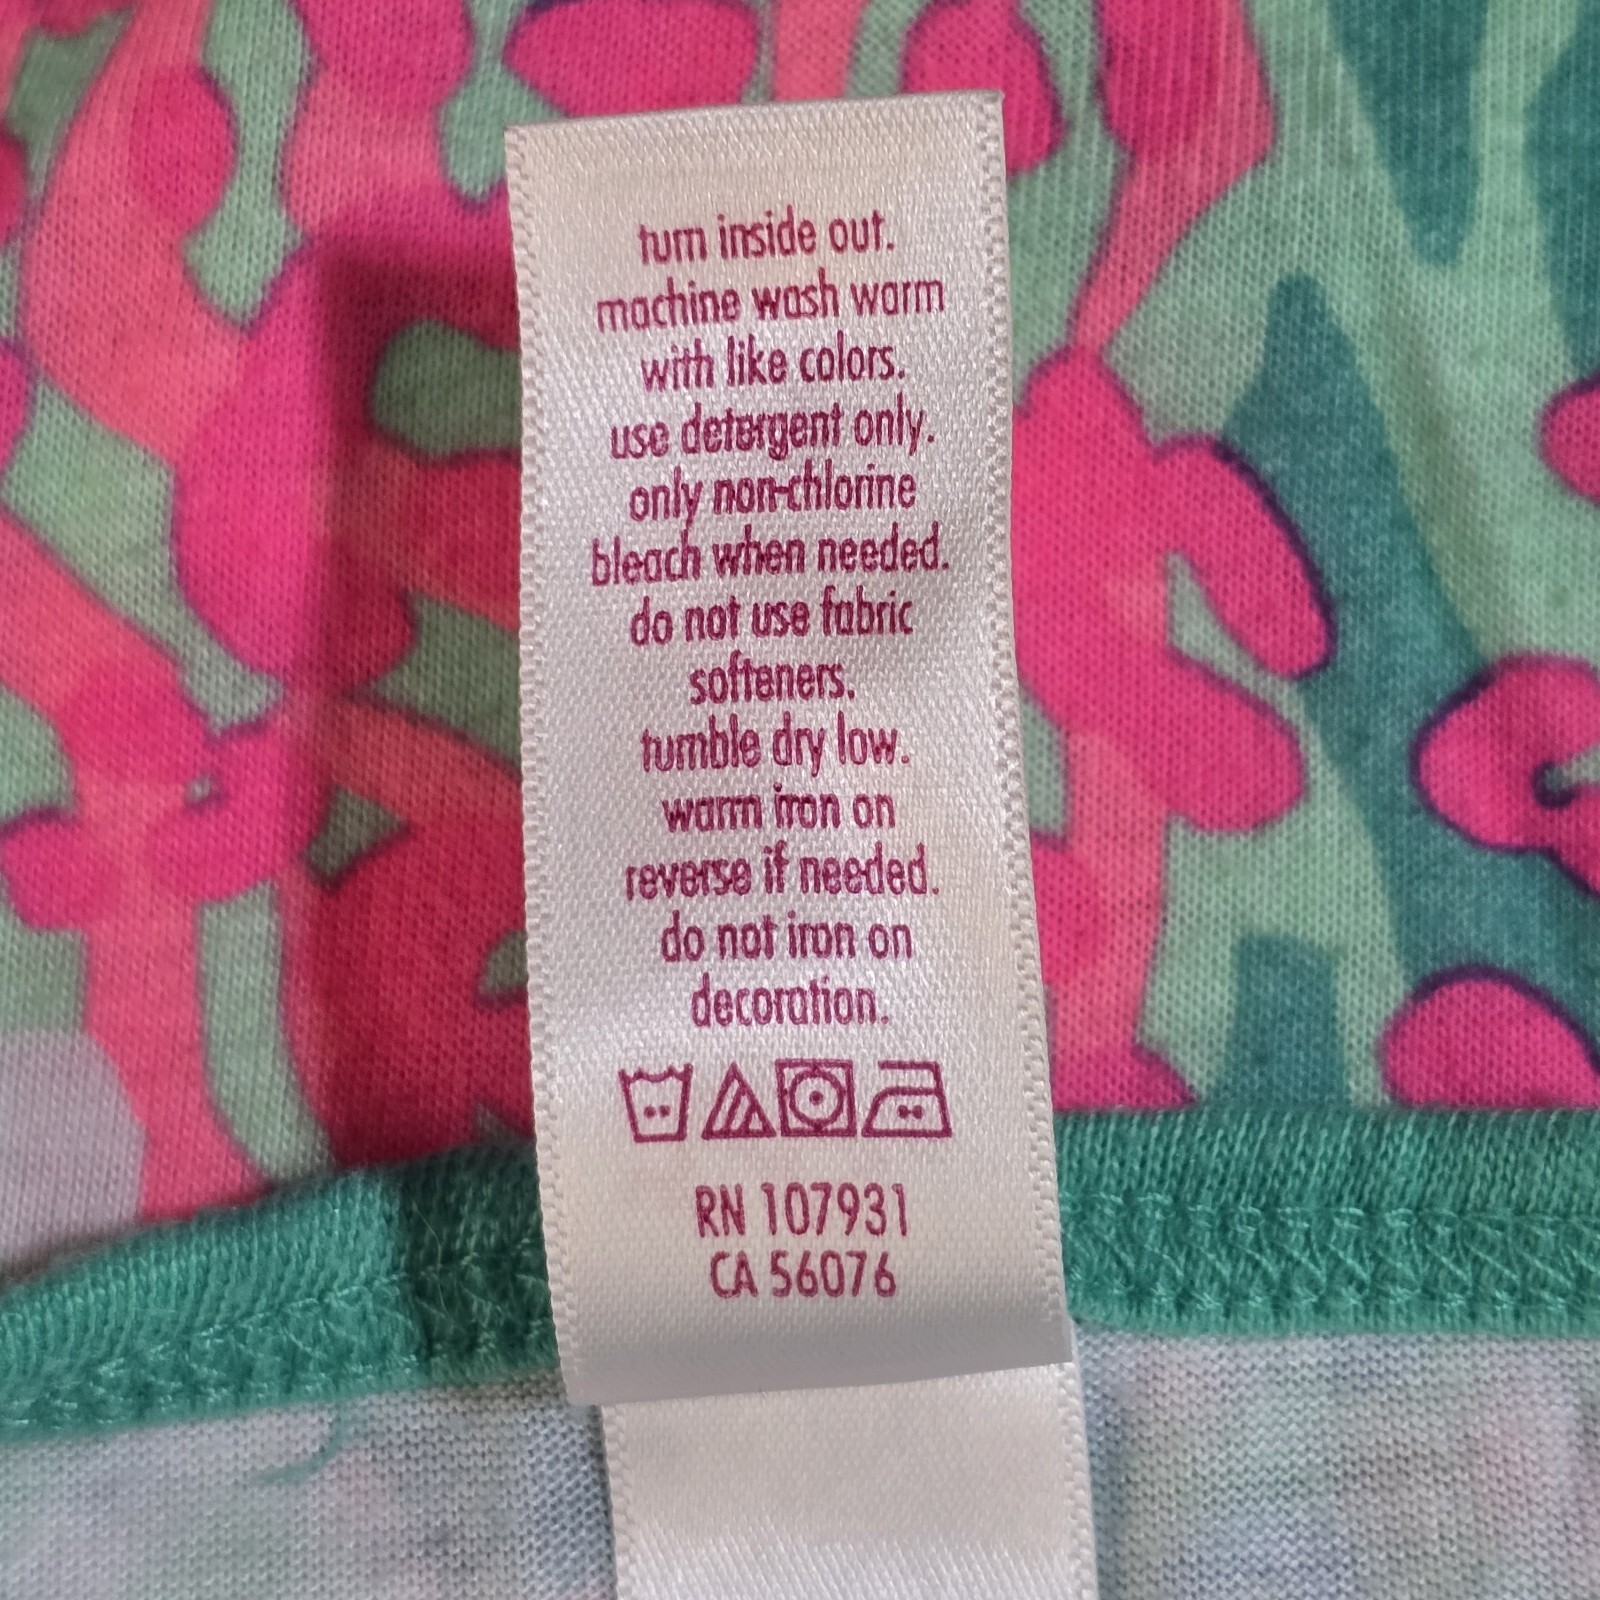 turn inside out.
machine wash warm
with like colors.
use detergent only.
only non-chlorine
bleach when needed.
do not use fabric
softeners.
tumble dry low.
warm iron on
reverse if needed.
do not iron on
decoration.
RN 107931
CA 56076